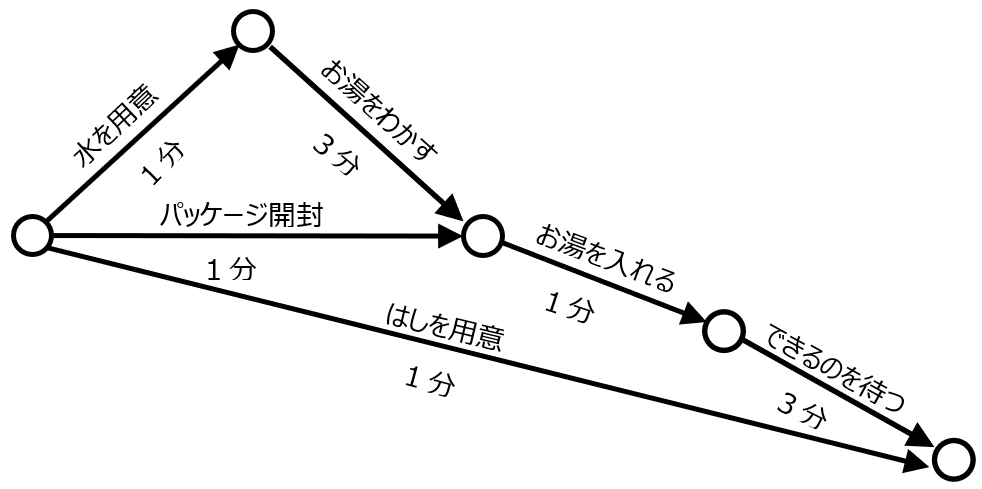 水を用意
1分
お湯をわかす
3分
パッケージ開封
1分
お湯を入れる
1分
はしを用意
1分
できるのを待つ
3分